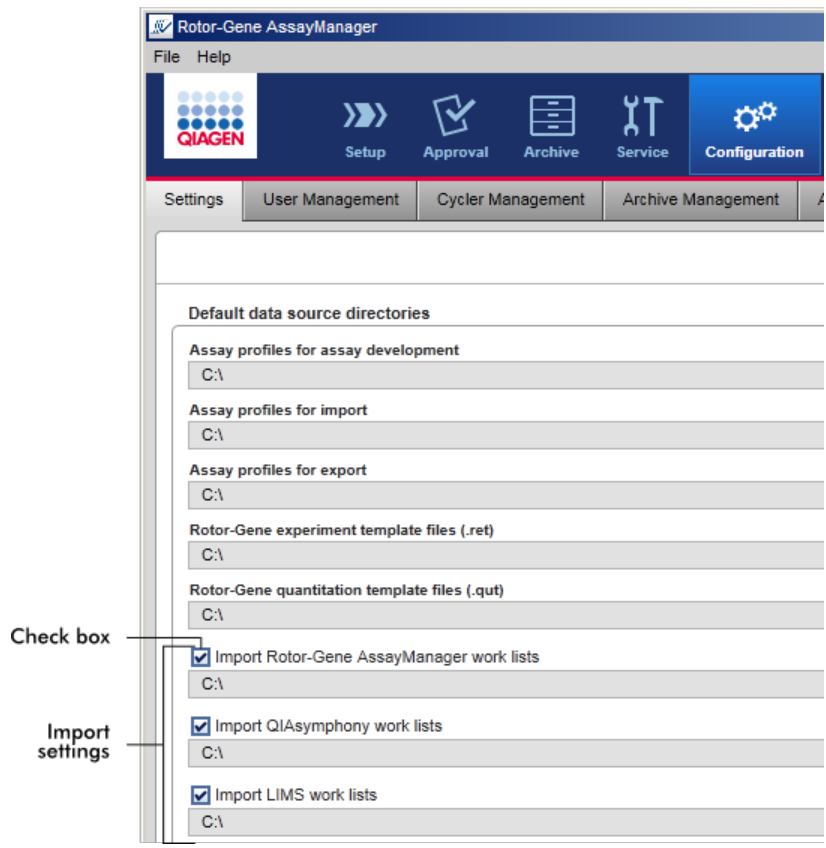 Rotor-Gene AssayManager
File Help
QIAGEN
Setup Approval Archive Service Configuration
Settings User Management Cycler Management Archive Management A
Default data source directories
Assay profiles for assay development
C:\
Assay profiles for import
C:\
Assay profiles for export
C:\
Rotor-Gene experiment template files (.ret)
C:\
Rotor-Gene quantitation template files (.qut)
C:\
Check box
Import Rotor-Gene AssayManager work lists
C:\
Import settings
Import QIAsymphony work lists
C:\
Import LIMS work lists
C:\